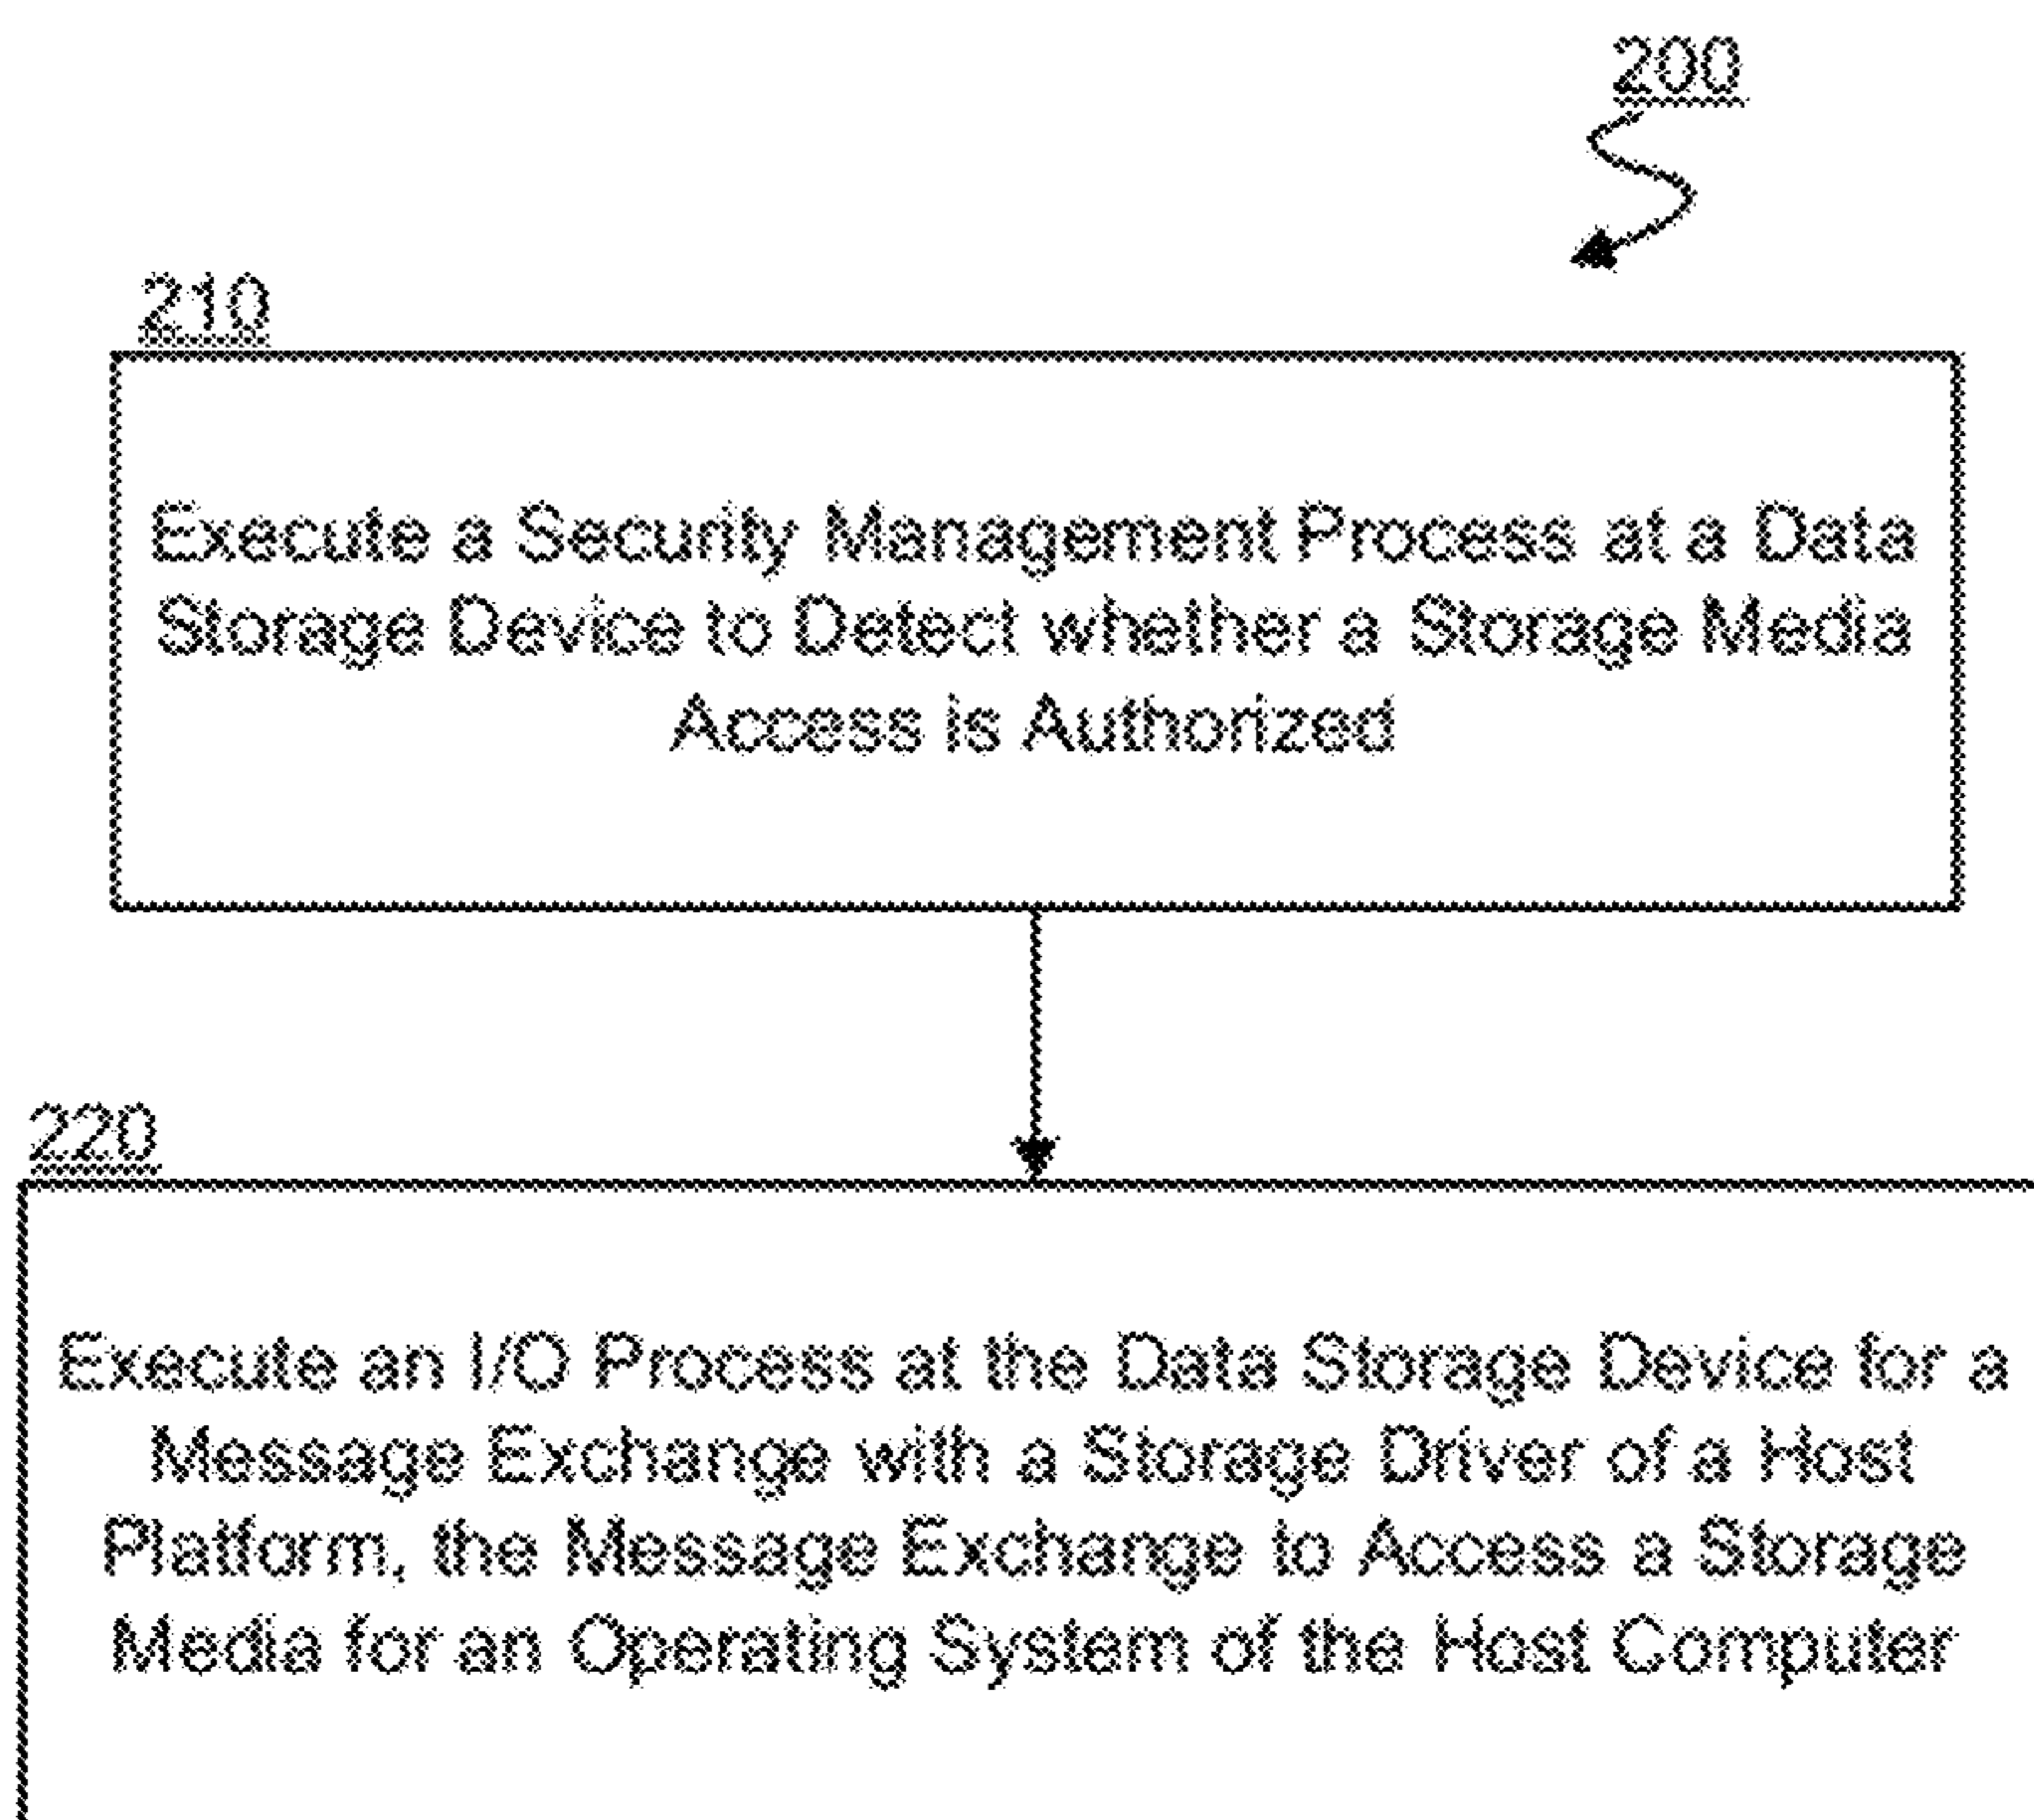 200
210
Execute a Security Management Process at a Data
Storage Device to Detect whether a Storage Media
Access is Authorized
220
Execute an I/O Process at the Data Storage Device for a
Message Exchange with a Storage Driver of a Host
Platform, the Message Exchange to Access a Storage
Media for an Operating System of the Host Computer